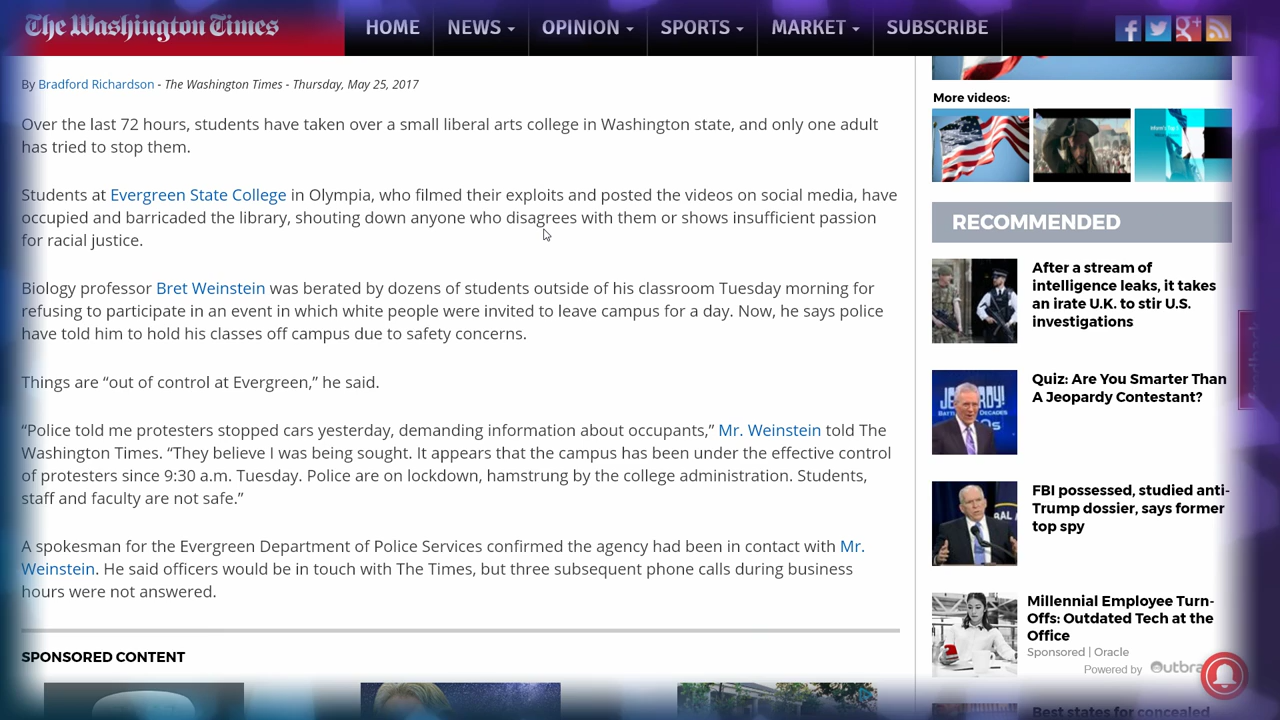 The Washington Times
HOME
NEWS
OPINION
SPORTS
MARKET
SUBSCRIBE
By Bradford Richardson - The Washington Times - Thursday, May 25, 2017
Over the last 72 hours, students have taken over a small liberal arts college in Washington state, and only one adult
has tried to stop them.
Students at Evergreen State College in Olympia, who filmed their exploits and posted the videos on social media, have
occupied and barricaded the library, shouting down anyone who disagrees with them or shows insufficient passion
for racial justice.
Biology professor Bret Weinstein was berated by dozens of students outside of his classroom Tuesday morning for
refusing to participate in an event in which white people were invited to leave campus for a day. Now, he says police
have told him to hold his classes off campus due to safety concerns.
Things are “out of control at Evergreen,” he said.
“Police told me protesters stopped cars yesterday, demanding information about occupants,” Mr. Weinstein told The
Washington Times. “They believe I was being sought. It appears that the campus has been under the effective control
of protesters since 9:30 a.m. Tuesday. Police are on lockdown, hamstrung by the college administration. Students,
staff and faculty are not safe.”
A spokesman for the Evergreen Department of Police Services confirmed the agency had been in contact with Mr.
Weinstein. He said officers would be in touch with The Times, but three subsequent phone calls during business
hours were not answered.
SPONSORED CONTENT
More videos:
RECOMMENDED
After a stream of
intelligence leaks, it takes
an irate U.K. to stir U.S.
investigations
Quiz: Are You Smarter Than
A Jeopardy Contestant?
FBI possessed, studied anti-
Trump dossier, says former
top spy
Millennial Employee Turn-
Offs: Outdated Tech at the
Office
Sponsored | Oracle
Powered by
Best states for concealed
feedback